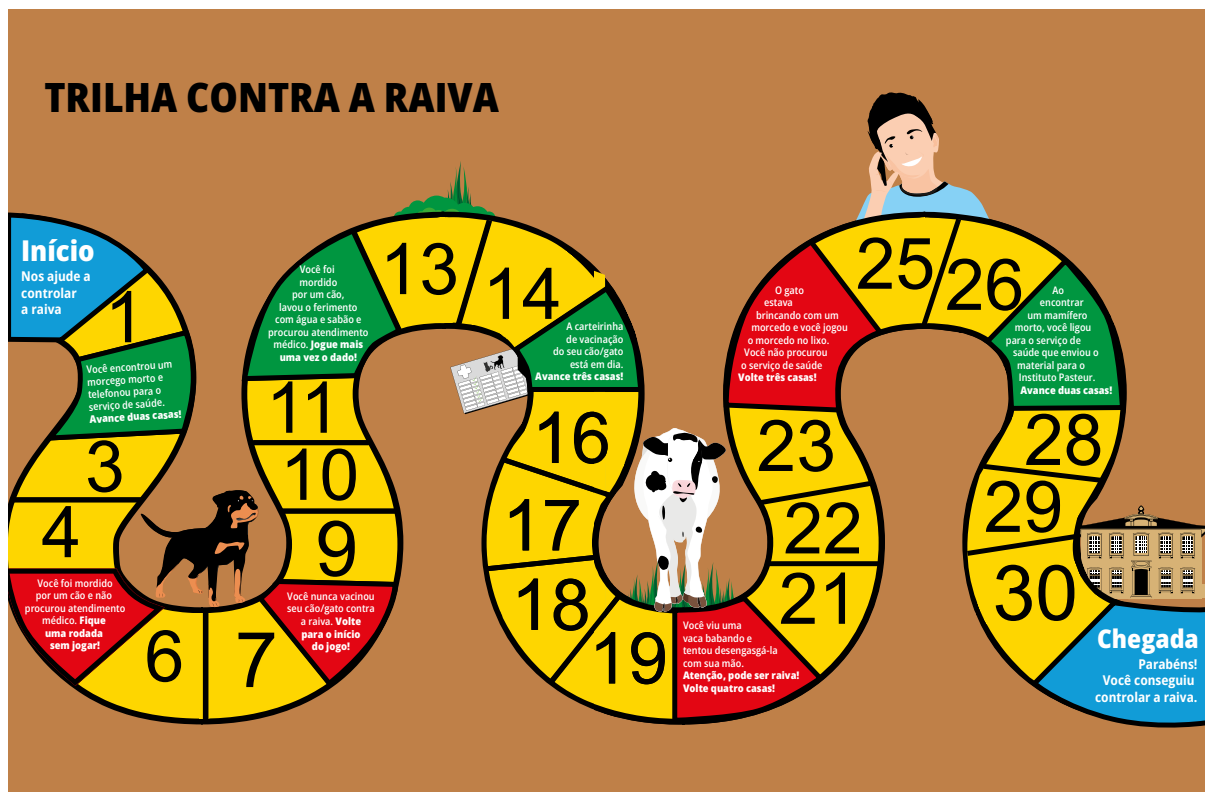 TRILHA CONTRA A RAIVA
Início
Nos ajude a
controlar
a raiva
1
Você encontrou um
morcego morto e
telefonou para o
serviço de saúde.
Avance duas casas!
3
4
Você foi mordido
por um cão e não
procurou atendimento
médico. Fique
uma rodada
sem jogar!
6
7
Você nunca vacinou
seu cão/gato contra
a raiva. Volte
para o início
do jogo!
9
10
11
Você foi
mordido
por um cão,
lavou o ferimento
com água e sabão e
procurou atendimento
médico. Jogue mais
uma vez o dado!
13
14
A carteirinha
de vacinação
do seu cão/gato
está em dia.
Avance três casas!
16
17
18
19
Você viu uma
vaca babando e
tentou desengasgá-la
com sua mão.
Atenção, pode ser raiva!
Volte quatro casas!
21
22
23
O gato
estava
brincando com um
morcedo e você jogou
o morcedo no lixo.
Você não procurou
o serviço de saúde
Volte três casas!
25
26
Ao
encontrar
um mamífero
morto, você ligou
para o serviço de
saúde que enviou o
material para o
Instituto Pasteur.
Avance duas casas!
28
29
30
Chegada
Parabéns!
Você conseguiu
controlar a raiva.